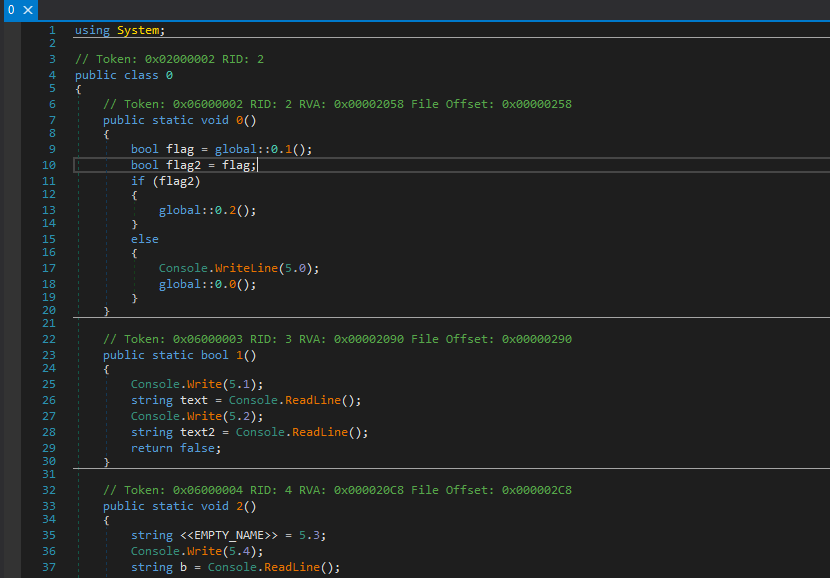 0 ✕
1 using System;
2
3 // Token: 0x02000002 RID: 2
4 public class 0
5 {
6 // Token: 0x06000002 RID: 2 RVA: 0x00002058 File Offset: 0x00000258
7 public static void 0()
8 {
9 bool flag = global::0.1();
10 bool flag2 = flag;
11 if (flag2)
12 {
13 global::0.2();
14 }
15 else
16 {
17 Console.WriteLine(5.0);
18 global::0.0();
19 }
20 }
21
22 // Token: 0x06000003 RID: 3 RVA: 0x00002090 File Offset: 0x00000290
23 public static bool 1()
24 {
25 Console.Write(5.1);
26 string text = Console.ReadLine();
27 Console.Write(5.2);
28 string text2 = Console.ReadLine();
29 return false;
30 }
31
32 // Token: 0x06000004 RID: 4 RVA: 0x000020C8 File Offset: 0x000002C8
33 public static void 2()
34 {
35 string <<EMPTY_NAME>> = 5.3;
36 Console.Write(5.4);
37 string b = Console.ReadLine();